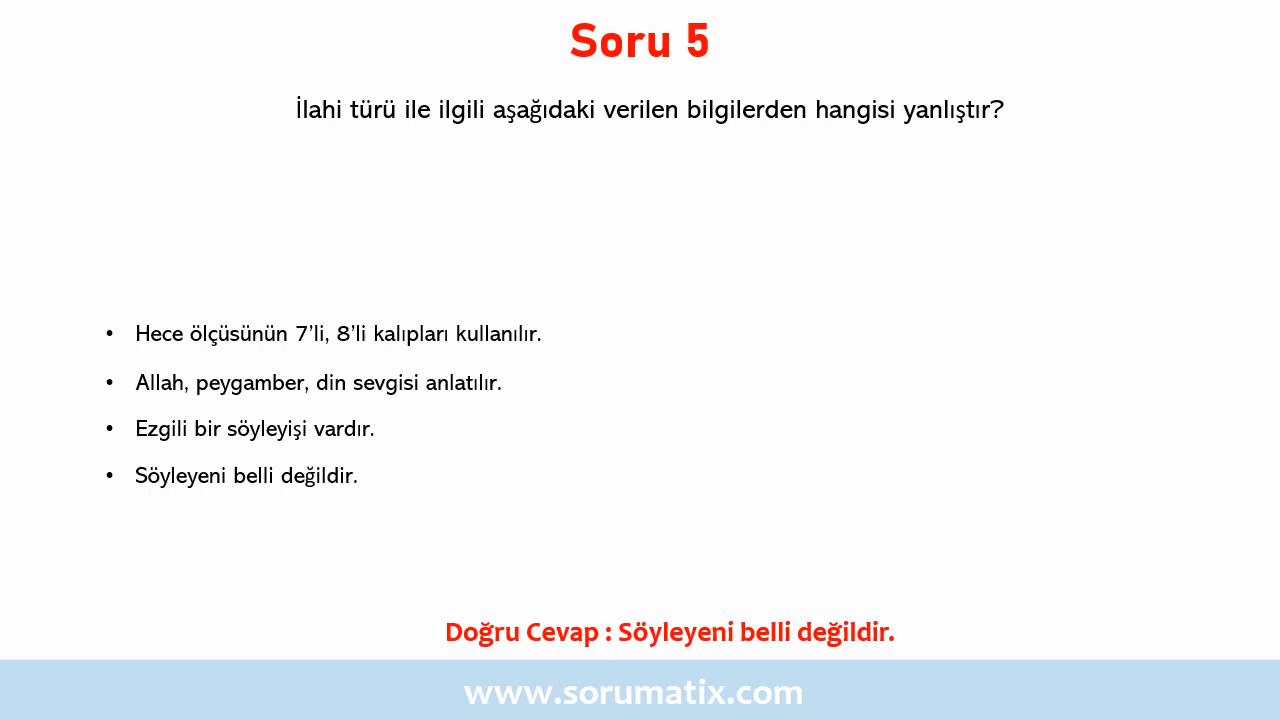 Soru 5
İlahi türü ile ilgili aşağıdaki verilen bilgilerden hangisi yanlıştır?
• Hece ölçüsünün 7’li, 8’li kalıpları kullanılır.
• Allah, peygamber, din sevgisi anlatılır.
• Ezgili bir söyleyişi vardır.
• Söyleyeni belli değildir.
Doğru Cevap : Söyleyeni belli değildir.
www.sorumatix.com